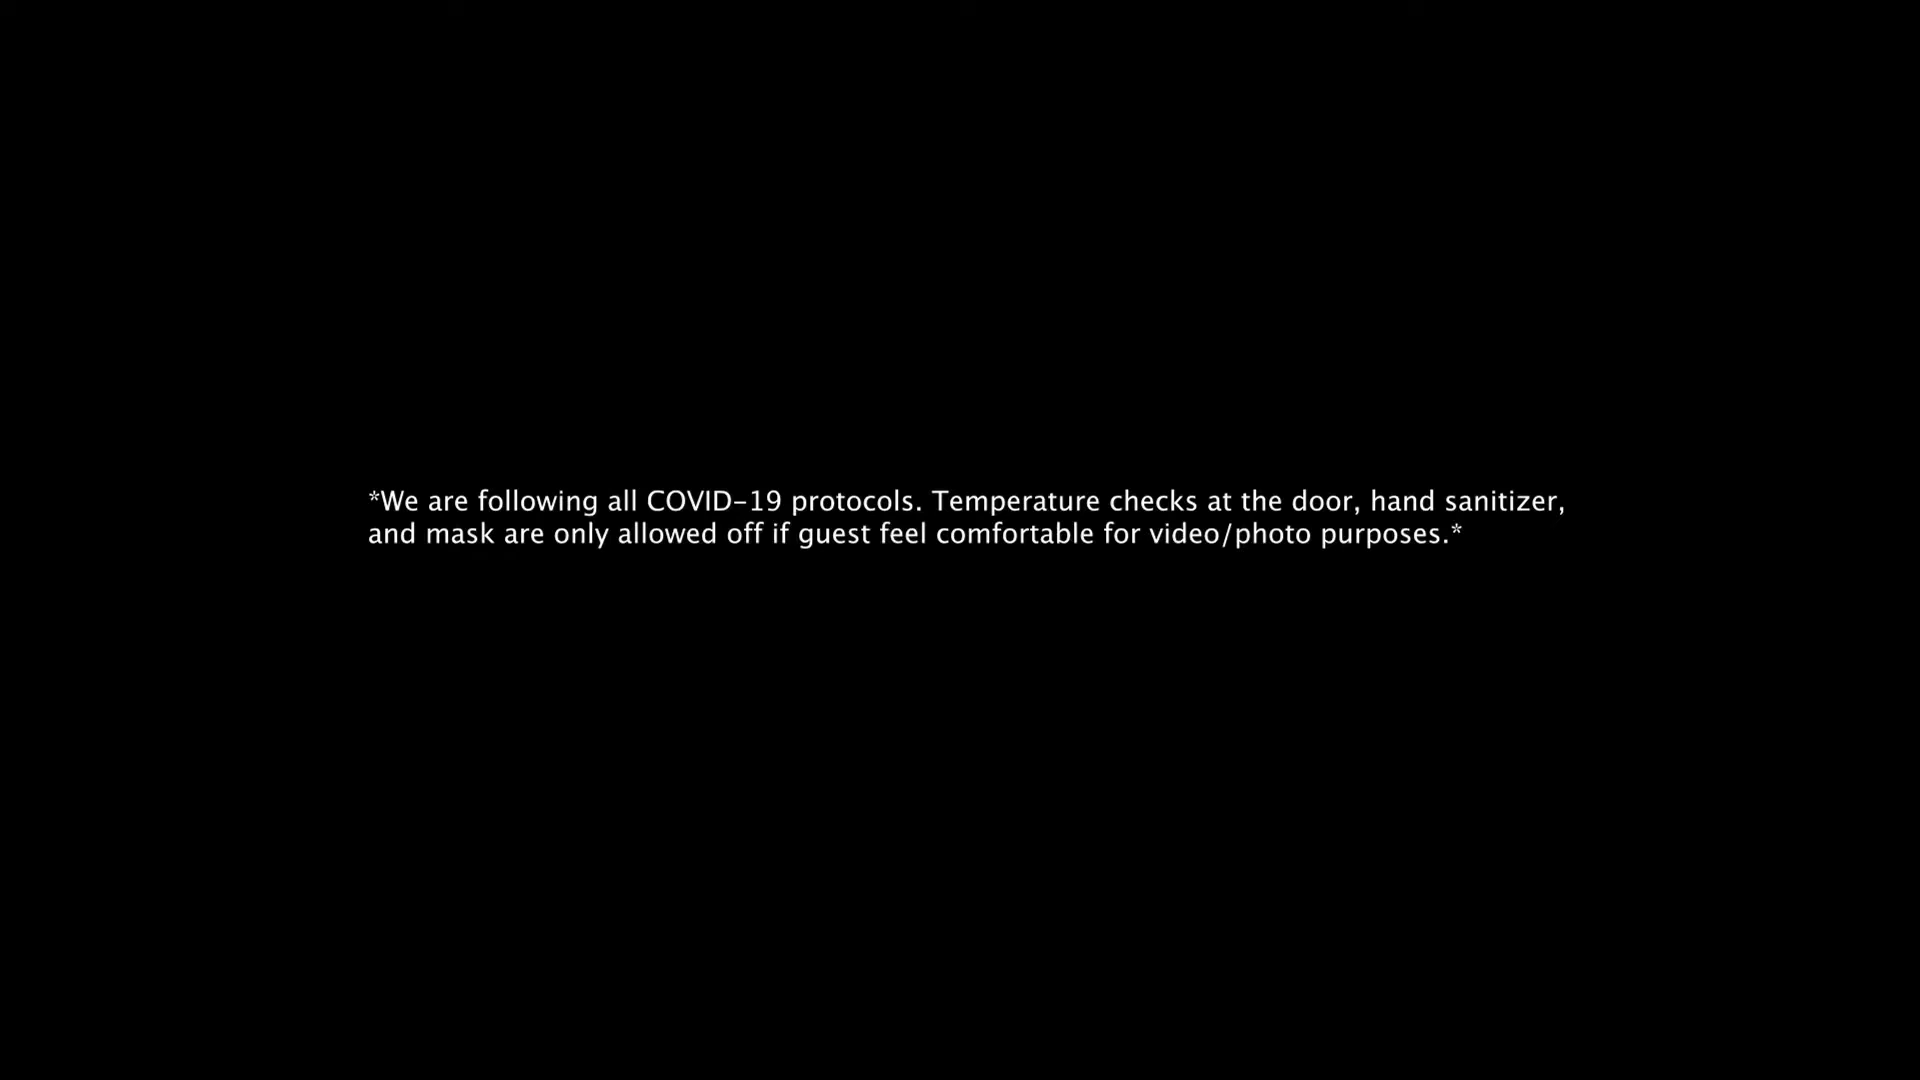 *We are following all COVID-19 protocols. Temperature checks at the door, hand sanitizer,
and mask are only allowed off if guest feel comfortable for video/photo purposes.*